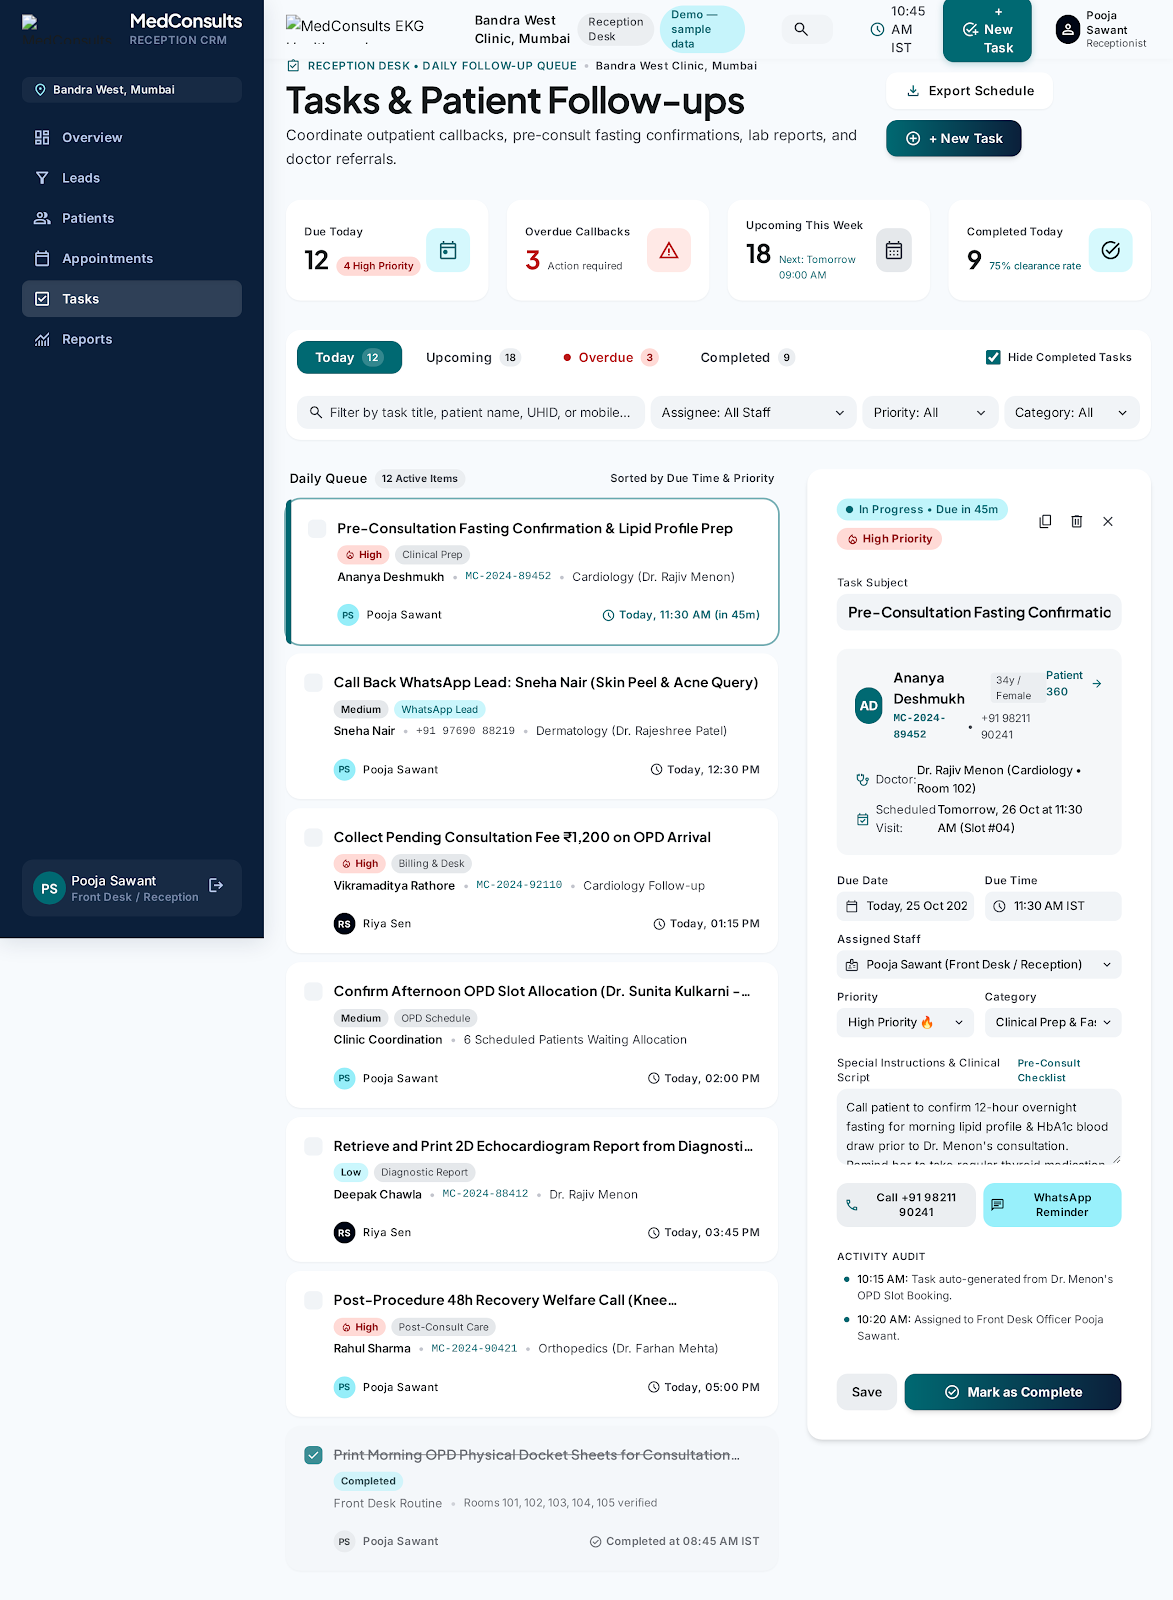 MedConsults
RECEPTION CRM
Bandra West, Mumbai
Overview
Leads
Patients
Appointments
Tasks
Reports
PS
Pooja Sawant
Front Desk / Reception
MedConsults EKG
Bandra West
Clinic, Mumbai
Reception
Desk
Demo —
sample
data
10:45
AM
IST
+
New
Task
Pooja
Sawant
Receptionist
RECEPTION DESK • DAILY FOLLOW-UP QUEUE • Bandra West Clinic, Mumbai
Tasks & Patient Follow-ups
Coordinate outpatient callbacks, pre-consult fasting confirmations, lab reports, and
doctor referrals.
Export Schedule
+ New Task
Due Today
12 4 High Priority
Overdue Callbacks
3 Action required
Upcoming This Week
18 Next: Tomorrow
09:00 AM
Completed Today
9 75% clearance rate
Today 12
Upcoming 18
Overdue 3
Completed 9
Hide Completed Tasks
Filter by task title, patient name, UHID, or mobile...
Assignee: All Staff
Priority: All
Category: All
Daily Queue 12 Active Items
Sorted by Due Time & Priority
Pre-Consultation Fasting Confirmation & Lipid Profile Prep
High Clinical Prep
Ananya Deshmukh • MC-2024-89452 • Cardiology (Dr. Rajiv Menon)
PS Pooja Sawant Today, 11:30 AM (in 45m)
Call Back WhatsApp Lead: Sneha Nair (Skin Peel & Acne Query)
Medium WhatsApp Lead
Sneha Nair • +91 97690 88219 • Dermatology (Dr. Rajeshree Patel)
PS Pooja Sawant Today, 12:30 PM
Collect Pending Consultation Fee ₹1,200 on OPD Arrival
High Billing & Desk
Vikramaditya Rathore • MC-2024-92110 • Cardiology Follow-up
RS Riya Sen Today, 01:15 PM
Confirm Afternoon OPD Slot Allocation (Dr. Sunita Kulkarni -...
Medium OPD Schedule
Clinic Coordination • 6 Scheduled Patients Waiting Allocation
PS Pooja Sawant Today, 02:00 PM
Retrieve and Print 2D Echocardiogram Report from Diagnosti...
Low Diagnostic Report
Deepak Chawla • MC-2024-88412 • Dr. Rajiv Menon
RS Riya Sen Today, 03:45 PM
Post-Procedure 48h Recovery Welfare Call (Knee...
High Post-Consult Care
Rahul Sharma • MC-2024-90421 • Orthopedics (Dr. Farhan Mehta)
PS Pooja Sawant Today, 05:00 PM
Print Morning OPD Physical Docket Sheets for Consultation...
Completed
Front Desk Routine • Rooms 101, 102, 103, 104, 105 verified
PS Pooja Sawant Completed at 08:45 AM IST
In Progress • Due in 45m
High Priority
Task Subject
Pre-Consultation Fasting Confirmatic
AD
Ananya
Deshmukh
34y /
Female
Patient
360
MC-2024-
89452
• +91 98211
90241
Doctor: Dr. Rajiv Menon (Cardiology •
Room 102)
Scheduled
Visit:
Tomorrow, 26 Oct at 11:30
AM (Slot #04)
Due Date
Today, 25 Oct 202
Due Time
11:30 AM IST
Assigned Staff
Pooja Sawant (Front Desk / Reception)
Priority
High Priority 🔥
Category
Clinical Prep & Fas
Special Instructions & Clinical
Script
Pre-Consult
Checklist
Call patient to confirm 12-hour overnight
fasting for morning lipid profile & HbA1c blood
draw prior to Dr. Menon's consultation.
Remind her to take regular thyroid medication
Call +91 98211
90241
WhatsApp
Reminder
ACTIVITY AUDIT
10:15 AM: Task auto-generated from Dr. Menon's
OPD Slot Booking.
10:20 AM: Assigned to Front Desk Officer Pooja
Sawant.
Save
Mark as Complete